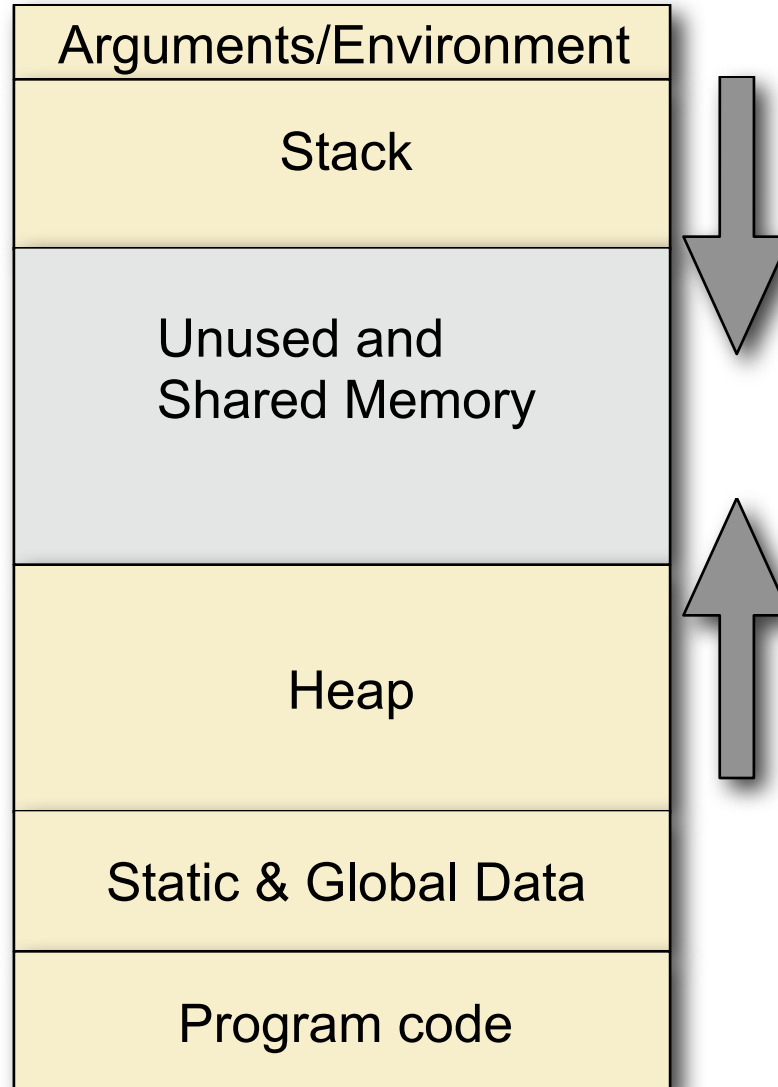 Arguments/Environment
Stack
Unused and
Shared Memory
Heap
Static & Global Data
Program code